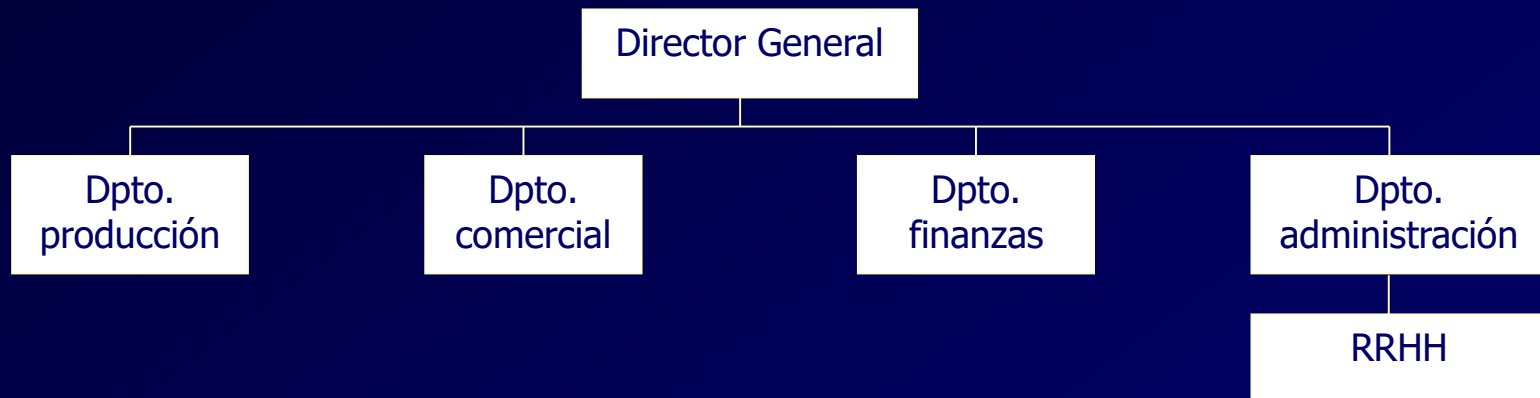 Director General
Dpto.
producción
Dpto.
comercial
Dpto.
finanzas
Dpto.
administración
RRHH